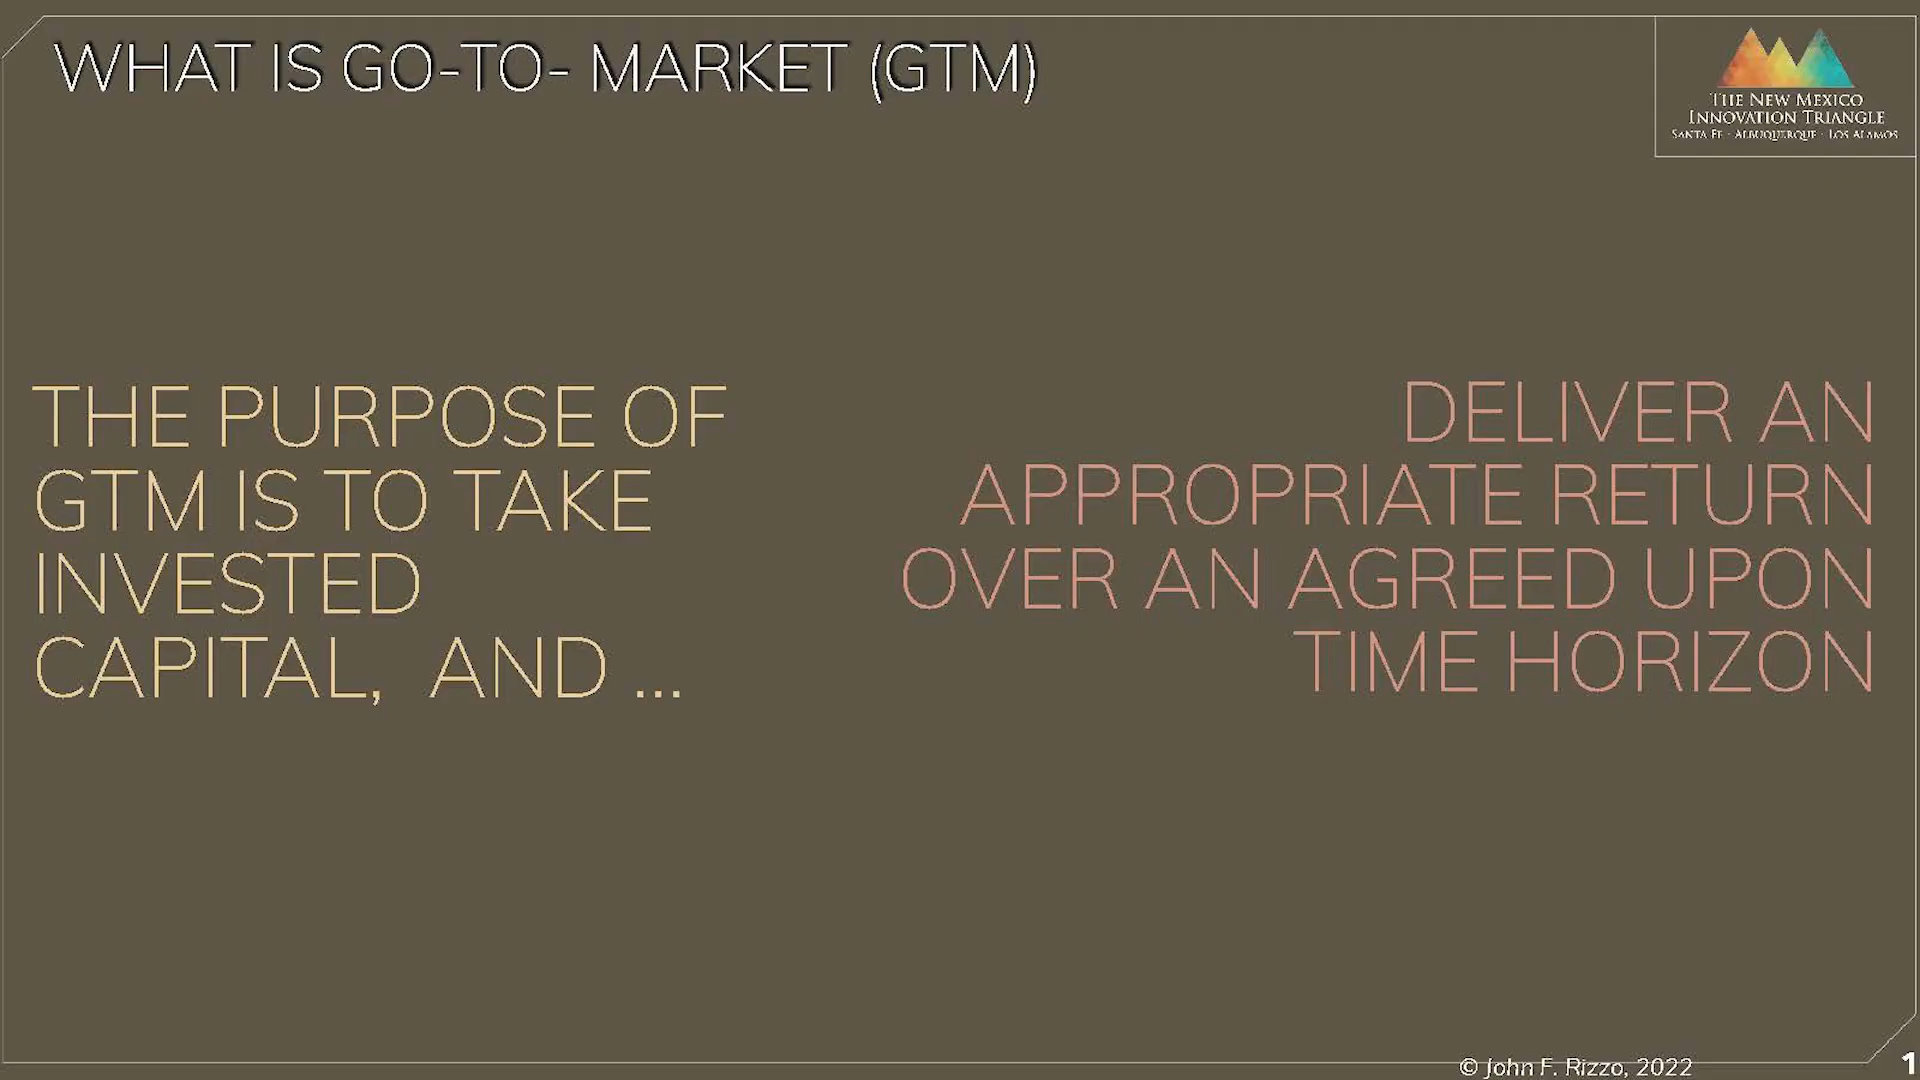 WHAT IS GO-TO- MARKET (GTM)
THE NEW MEXICO
INNOVATION TRIANGLE
SANTA FE · ALBUQUERQUE · LOS ALAMOS
THE PURPOSE OF
GTM IS TO TAKE
INVESTED
CAPITAL, AND ...
DELIVER AN
APPROPRIATE RETURN
OVER AN AGREED UPON
TIME HORIZON
© John F. Rizzo, 2022
1